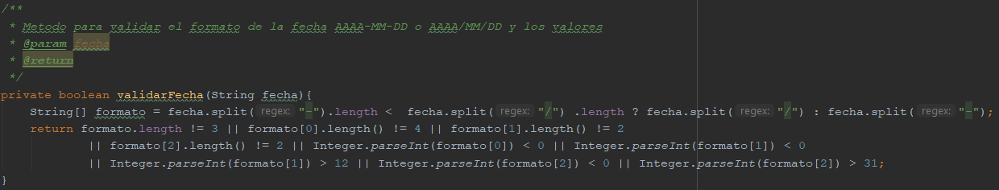 /**
* Metodo para validar el formato de la fecha AAAA-MM-DD o AAAA/MM/DD y los valores
* @param fecha
* @return
*/
private boolean validarFecha(String fecha){
String[] formato = fecha.split( regex: "-").length <  fecha.split( regex: "/") .length ? fecha.split( regex: "/") : fecha.split( regex: "-");
return formato.length != 3 || formato[0].length() != 4 || formato[1].length() != 2
|| formato[2].length() != 2 || Integer.parseInt(formato[0]) < 0 || Integer.parseInt(formato[1]) < 0
|| Integer.parseInt(formato[1]) > 12 || Integer.parseInt(formato[2]) < 0 || Integer.parseInt(formato[2]) > 31;
}